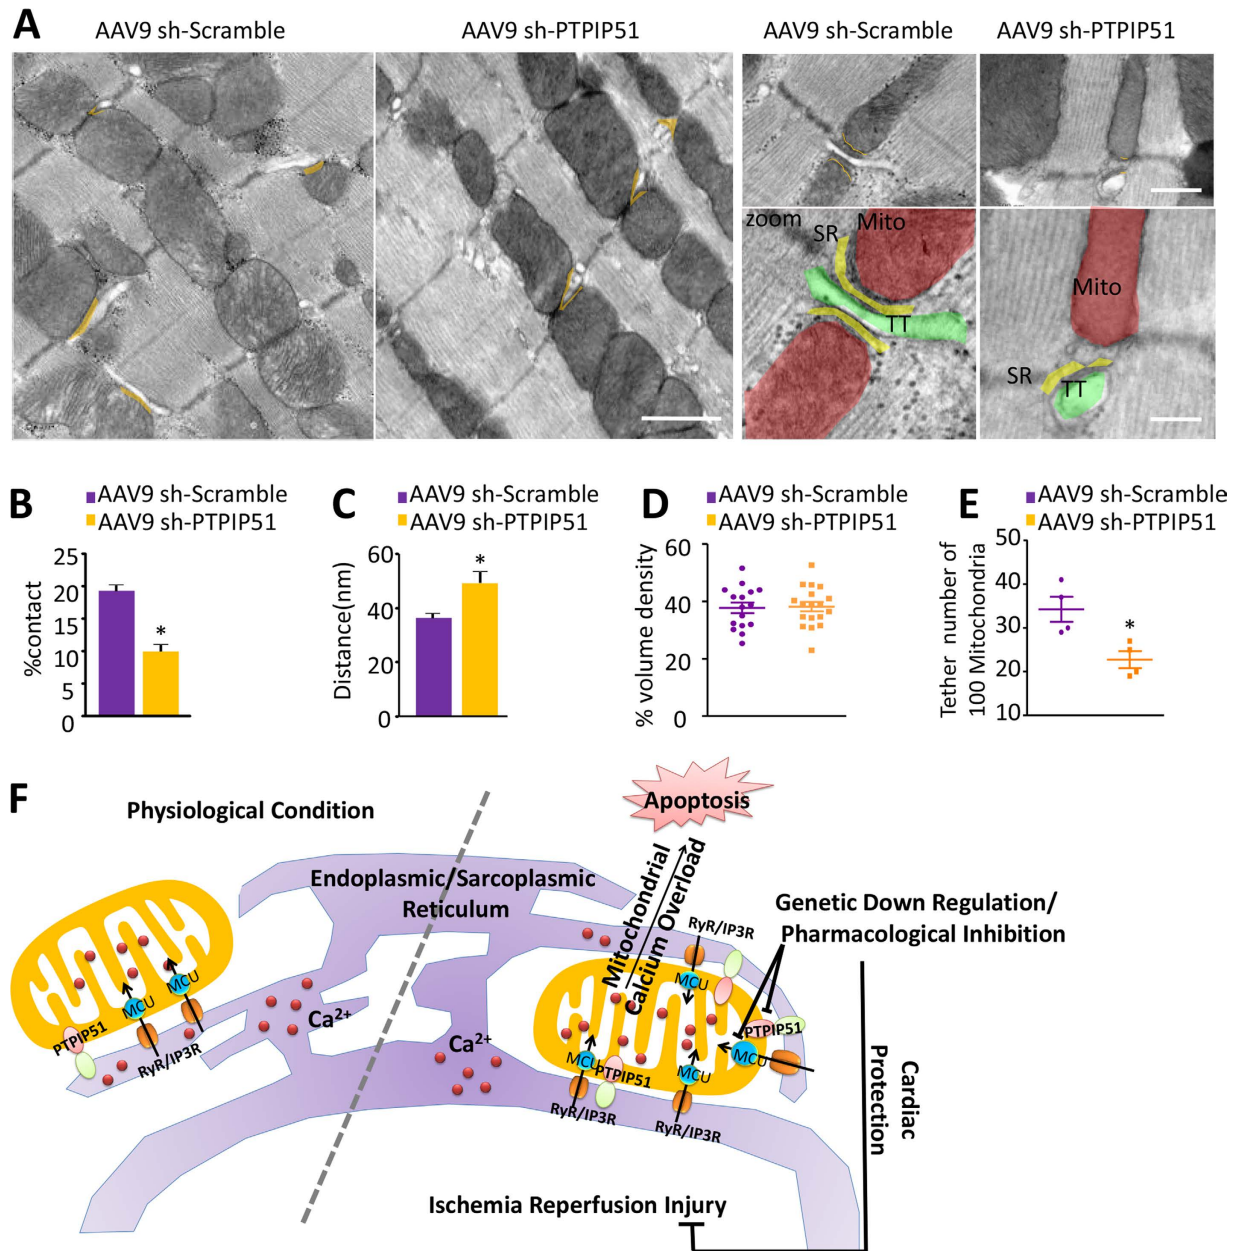 A
AAV9 sh-Scramble
AAV9 sh-PTPIP51
AAV9 sh-Scramble
AAV9 sh-PTPIP51
zoom
SR
Mito
TT
Mito
SR
TT
B
AAV9 sh-Scramble
AAV9 sh-PTPIP51
%contact
25
20
15
10
5
0
*
C
AAV9 sh-Scramble
AAV9 sh-PTPIP51
Distance(nm)
60
40
20
0
*
D
AAV9 sh-Scramble
AAV9 sh-PTPIP51
% volume density
60
40
20
0
E
AAV9 sh-Scramble
AAV9 sh-PTPIP51
Tether number of
100 Mitochondria
50
40
30
20
10
*
F
Physiological Condition
Apoptosis
Mitochondrial
Calcium Overload
Endoplasmic/Sarcoplasmic
Reticulum
Genetic Down Regulation/
Pharmacological Inhibition
RyR/IP3R
MCU
MCU
MCU
PTPIP51
RyR/IP3R
Ca2+
Ca2+
PTPIP51
MCU
MCU
PTPIP51
MCU
RyR/IP3R
RyR/IP3R
Cardiac
Protection
Ischemia Reperfusion Injury